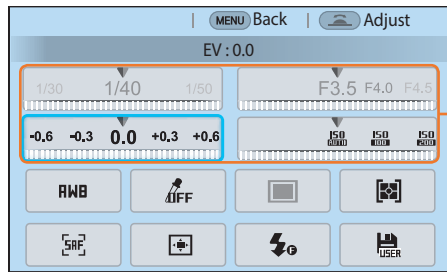 MENU Back | Adjust
EV : 0.0
1/30 1/40 1/50 F3.5 F4.0 F4.5
-0.6 -0.3 0.0 +0.3 +0.6 ISO AUTO ISO 100 ISO 200
AWB OFF
SAF G USER